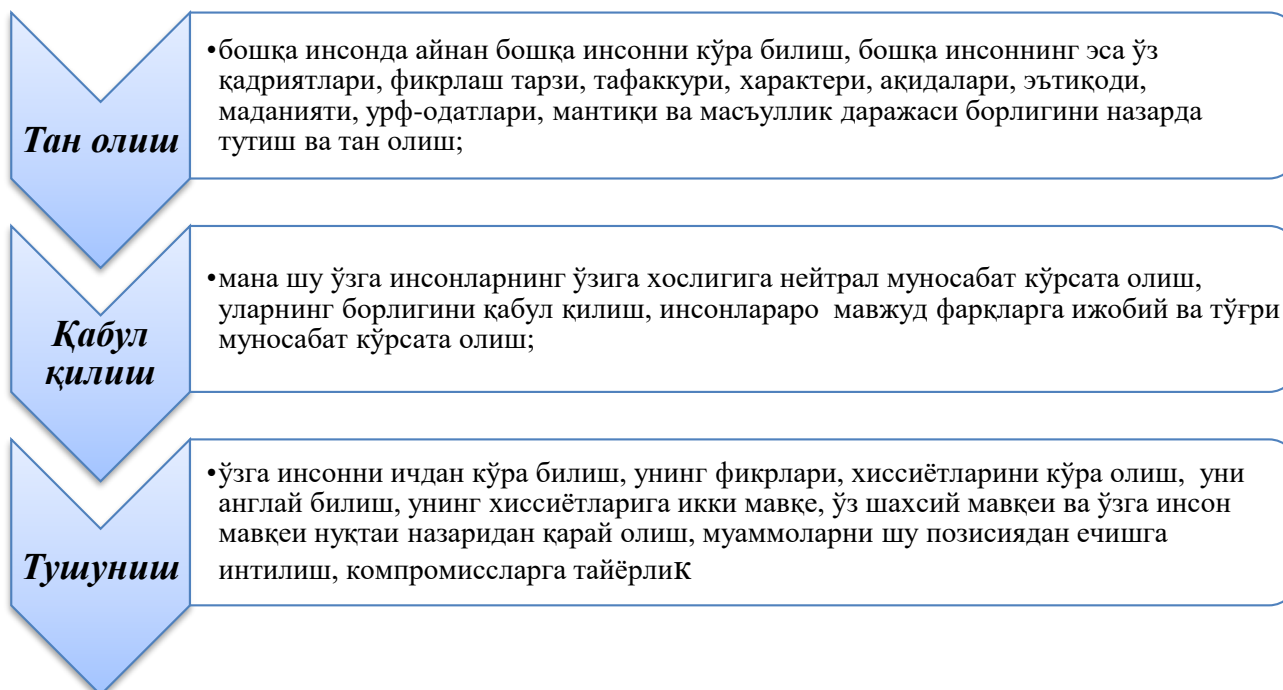 Тан олиш
•бошқа инсонда айнан бошқа инсонни кўра билиш, бошқа инсоннинг эса ўз
қадриятлари, фикрлаш тарзи, тафаккури, характери, ақидалари, эътиқоди,
маданияти, урф-одатлари, мантиқи ва масъуллик даражаси борлигини назарда
тутиш ва тан олиш;
Қабул
қилиш
•мана шу ўзга инсонларнинг ўзига хослигига нейтрал муносабат кўрсата олиш,
уларнинг борлигини қабул қилиш, инсонлараро мавжуд фарқларга ижобий ва тўғри
муносабат кўрсата олиш;
Тушуниш
•ўзга инсонни ичдан кўра билиш, унинг фикрлари, хиссиётларини кўра олиш, уни
англай билиш, унинг хиссиётларига икки мавқе, ўз шахсий мавқеи ва ўзга инсон
мавқеи нуқтаи назаридан қарай олиш, муаммоларни шу позисиядан ечишга
интилиш, компромиссларга тайёрлик